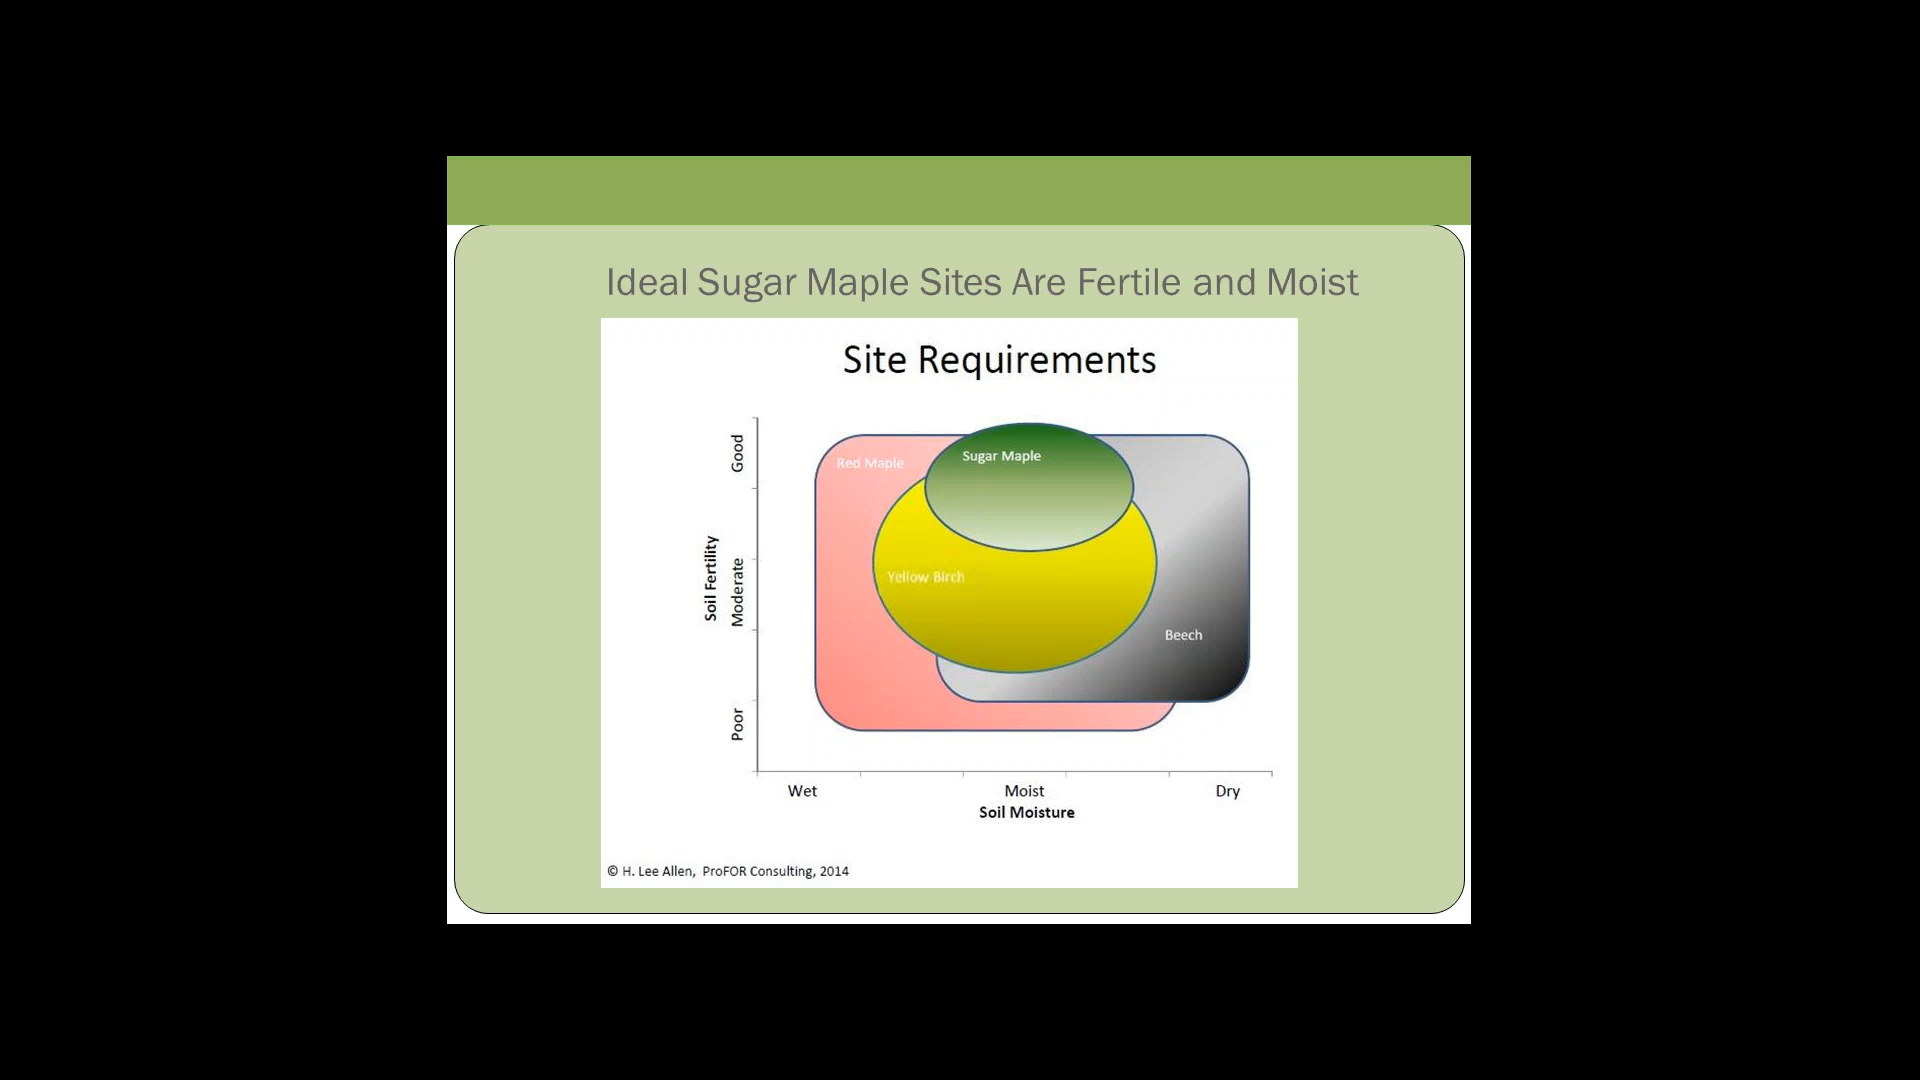 Ideal Sugar Maple Sites Are Fertile and Moist
Site Requirements
Good
Moderate
Poor
Soil Fertility
Red Maple
Sugar Maple
Yellow Birch
Beech
Wet
Moist
Dry
Soil Moisture
© H. Lee Allen, ProFOR Consulting, 2014